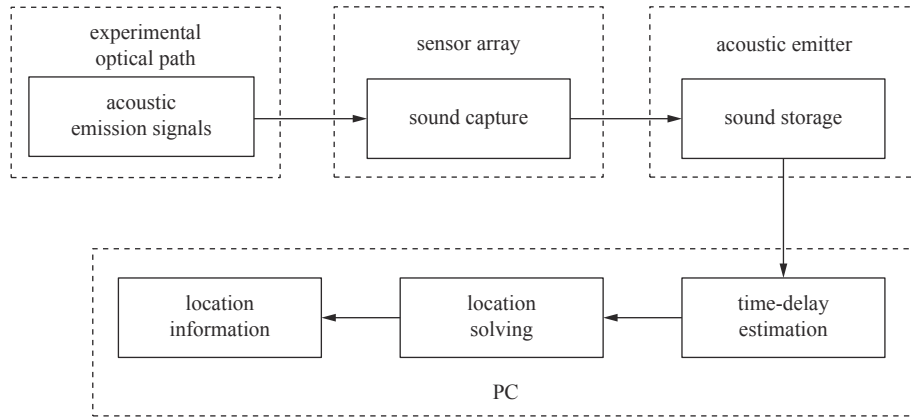 experimental
optical path
acoustic
emission signals
sensor array
sound capture
acoustic emitter
sound storage
location
information
location
solving
time-delay
estimation
PC